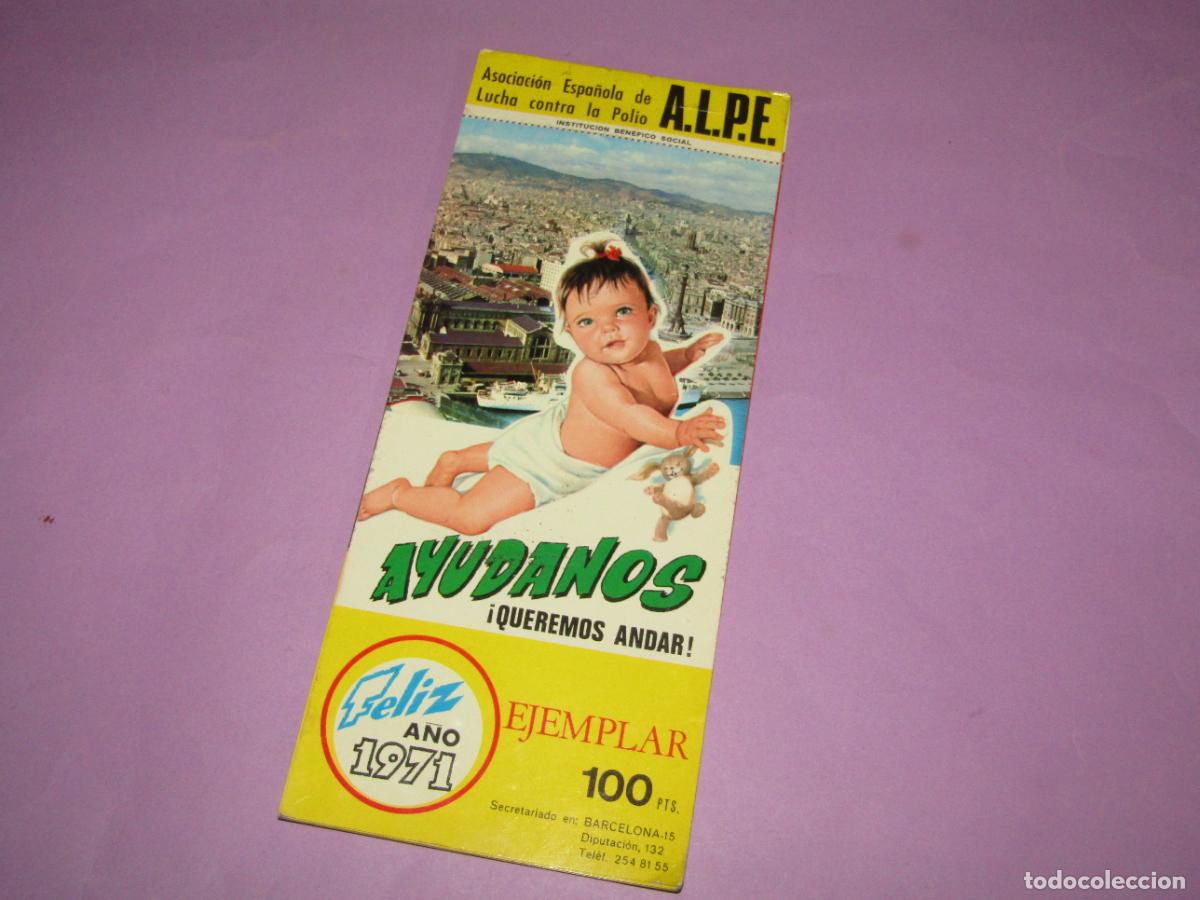 Asociación Española de
Lucha contra la Polio
A.L.P.E.
INSTITUCION BENEFICO SOCIAL
AYUDANOS
¡QUEREMOS ANDAR!
Feliz
AÑO
1971
EJEMPLAR
100 PTS.
Secretariado en: BARCELONA-15
Diputación, 132
Teléf. 254 81 55
todocoleccion